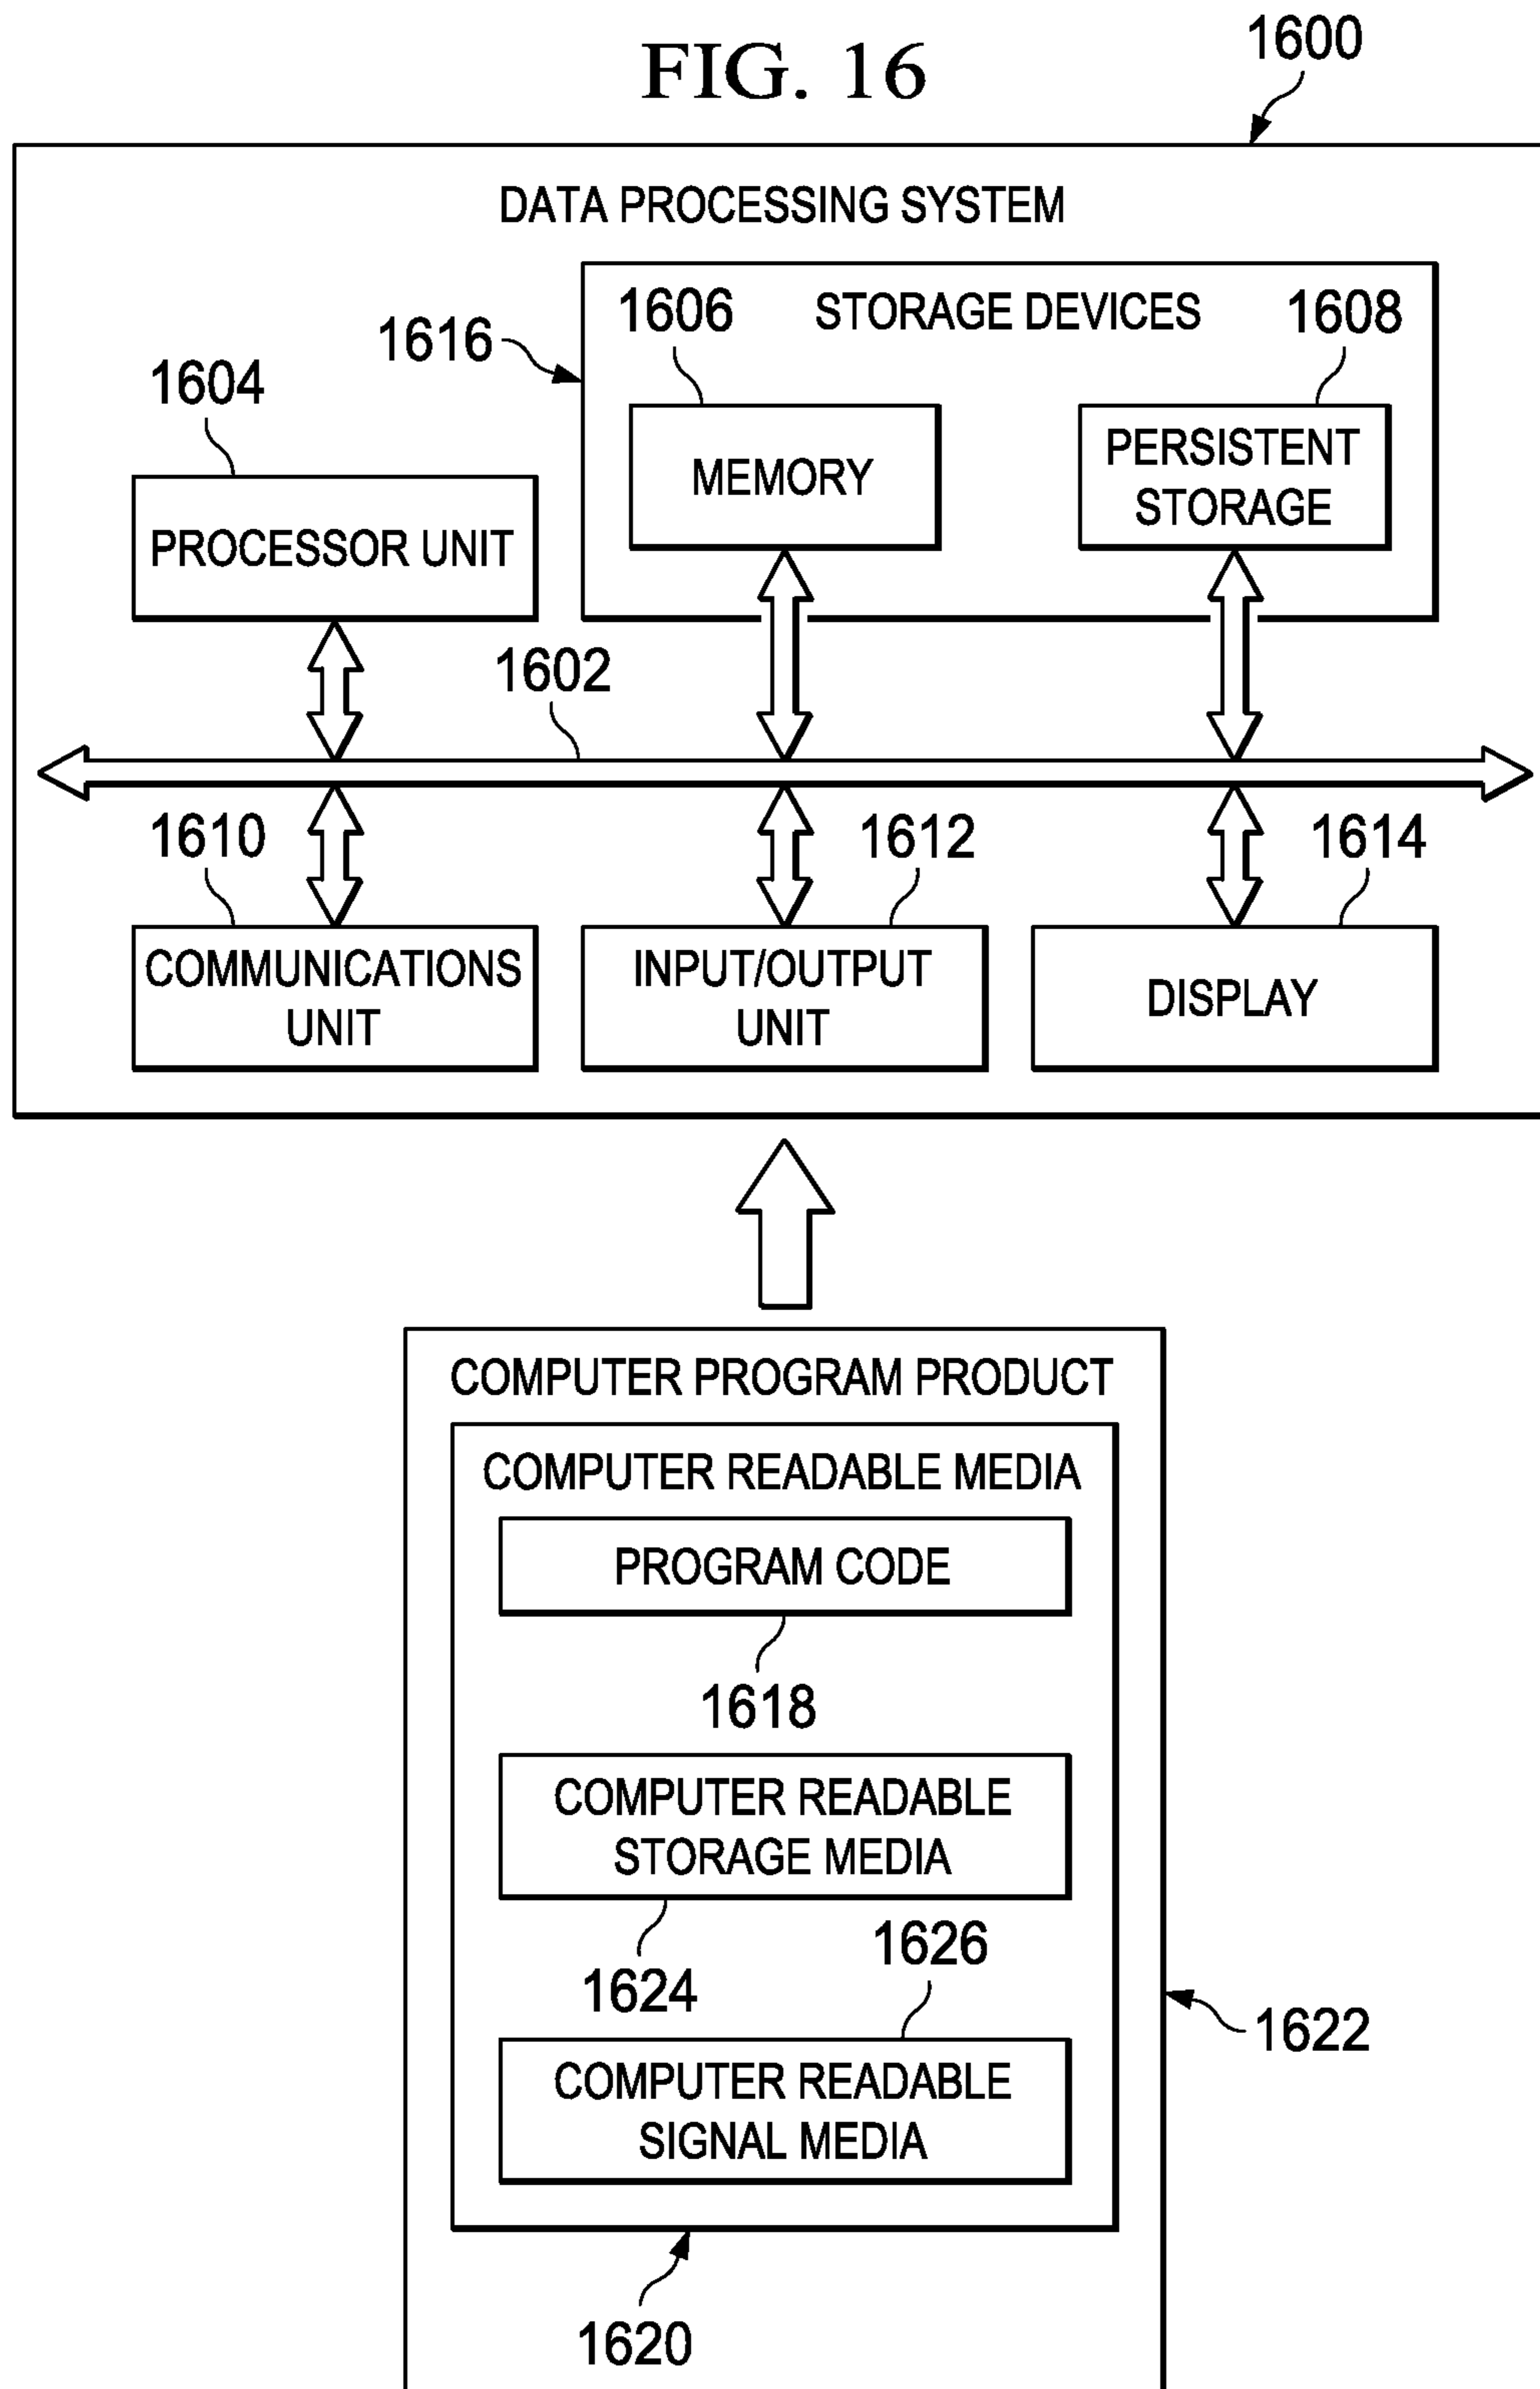 FIG. 16
1600
DATA PROCESSING SYSTEM
STORAGE DEVICES
1606
1608
1616
1604
MEMORY
PERSISTENT
STORAGE
PROCESSOR UNIT
1602
1610
1612
1614
COMMUNICATIONS
UNIT
INPUT/OUTPUT
UNIT
DISPLAY
COMPUTER PROGRAM PRODUCT
COMPUTER READABLE MEDIA
PROGRAM CODE
1618
COMPUTER READABLE
STORAGE MEDIA
1624
1626
1622
COMPUTER READABLE
SIGNAL MEDIA
1620